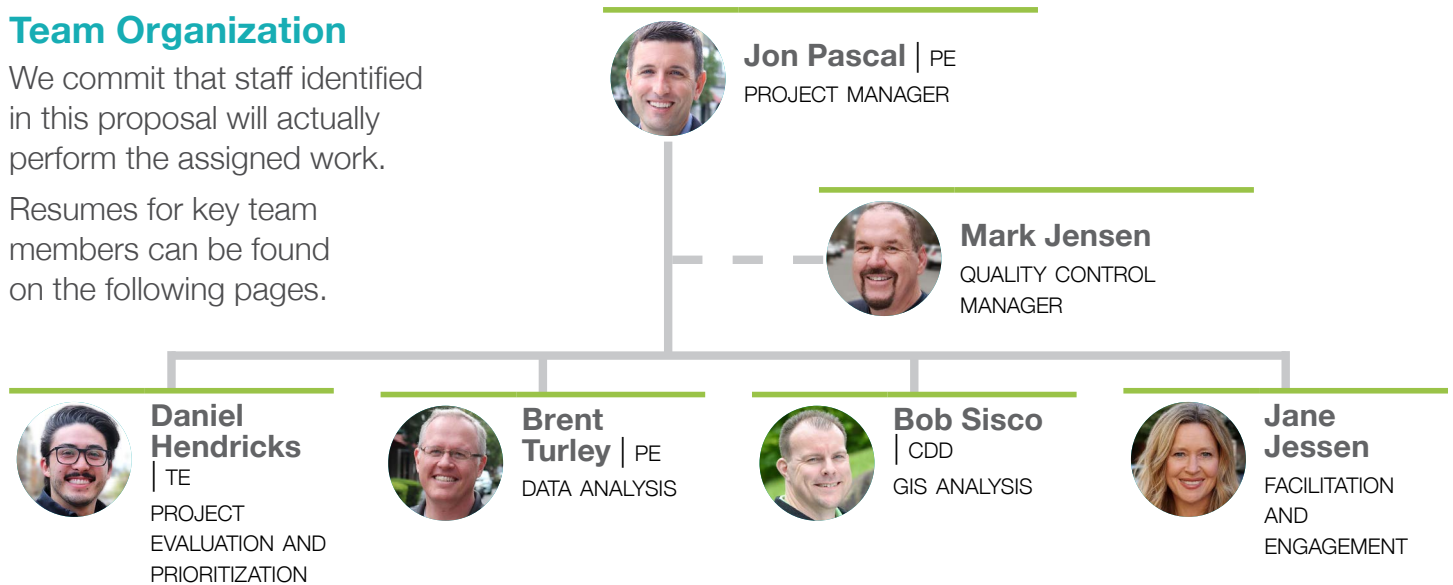 Team Organization
We commit that staff identified
in this proposal will actually
perform the assigned work.
Resumes for key team
members can be found
on the following pages.
Jon Pascal | PE
PROJECT MANAGER
Mark Jensen
QUALITY CONTROL
MANAGER
Daniel
Hendricks
| TE
PROJECT
EVALUATION AND
PRIORITIZATION
Brent
Turley | PE
DATA ANALYSIS
Bob Sisco
| CDD
GIS ANALYSIS
Jane
Jessen
FACILITATION
AND
ENGAGEMENT